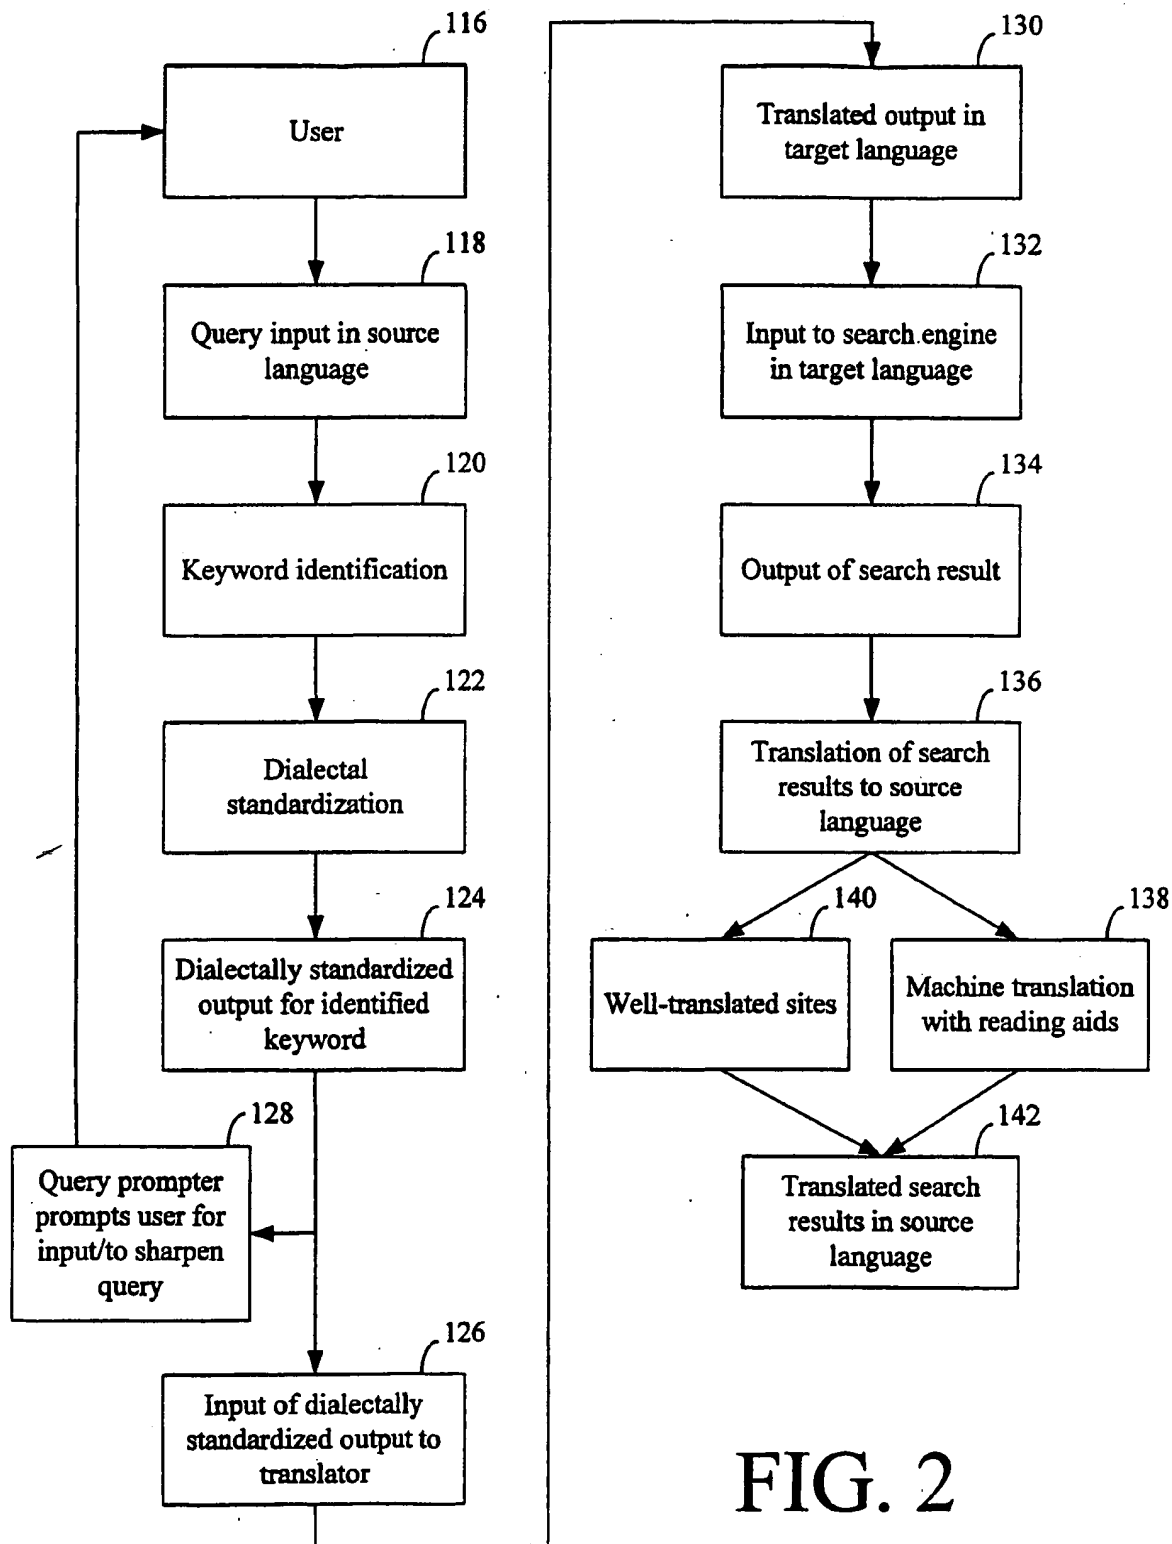 116
User
118
Query input in source
language
120
Keyword identification
122
Dialectal
standardization
124
Dialectally standardized
output for identified
keyword
128
Query prompter
prompts user for
input/to sharpen
query
126
Input of dialectally
standardized output to
translator
130
Translated output in
target language
132
Input to search engine
in target language
134
Output of search result
136
Translation of search
results to source
language
140
Well-translated sites
138
Machine translation
with reading aids
142
Translated search
results in source
language
FIG. 2